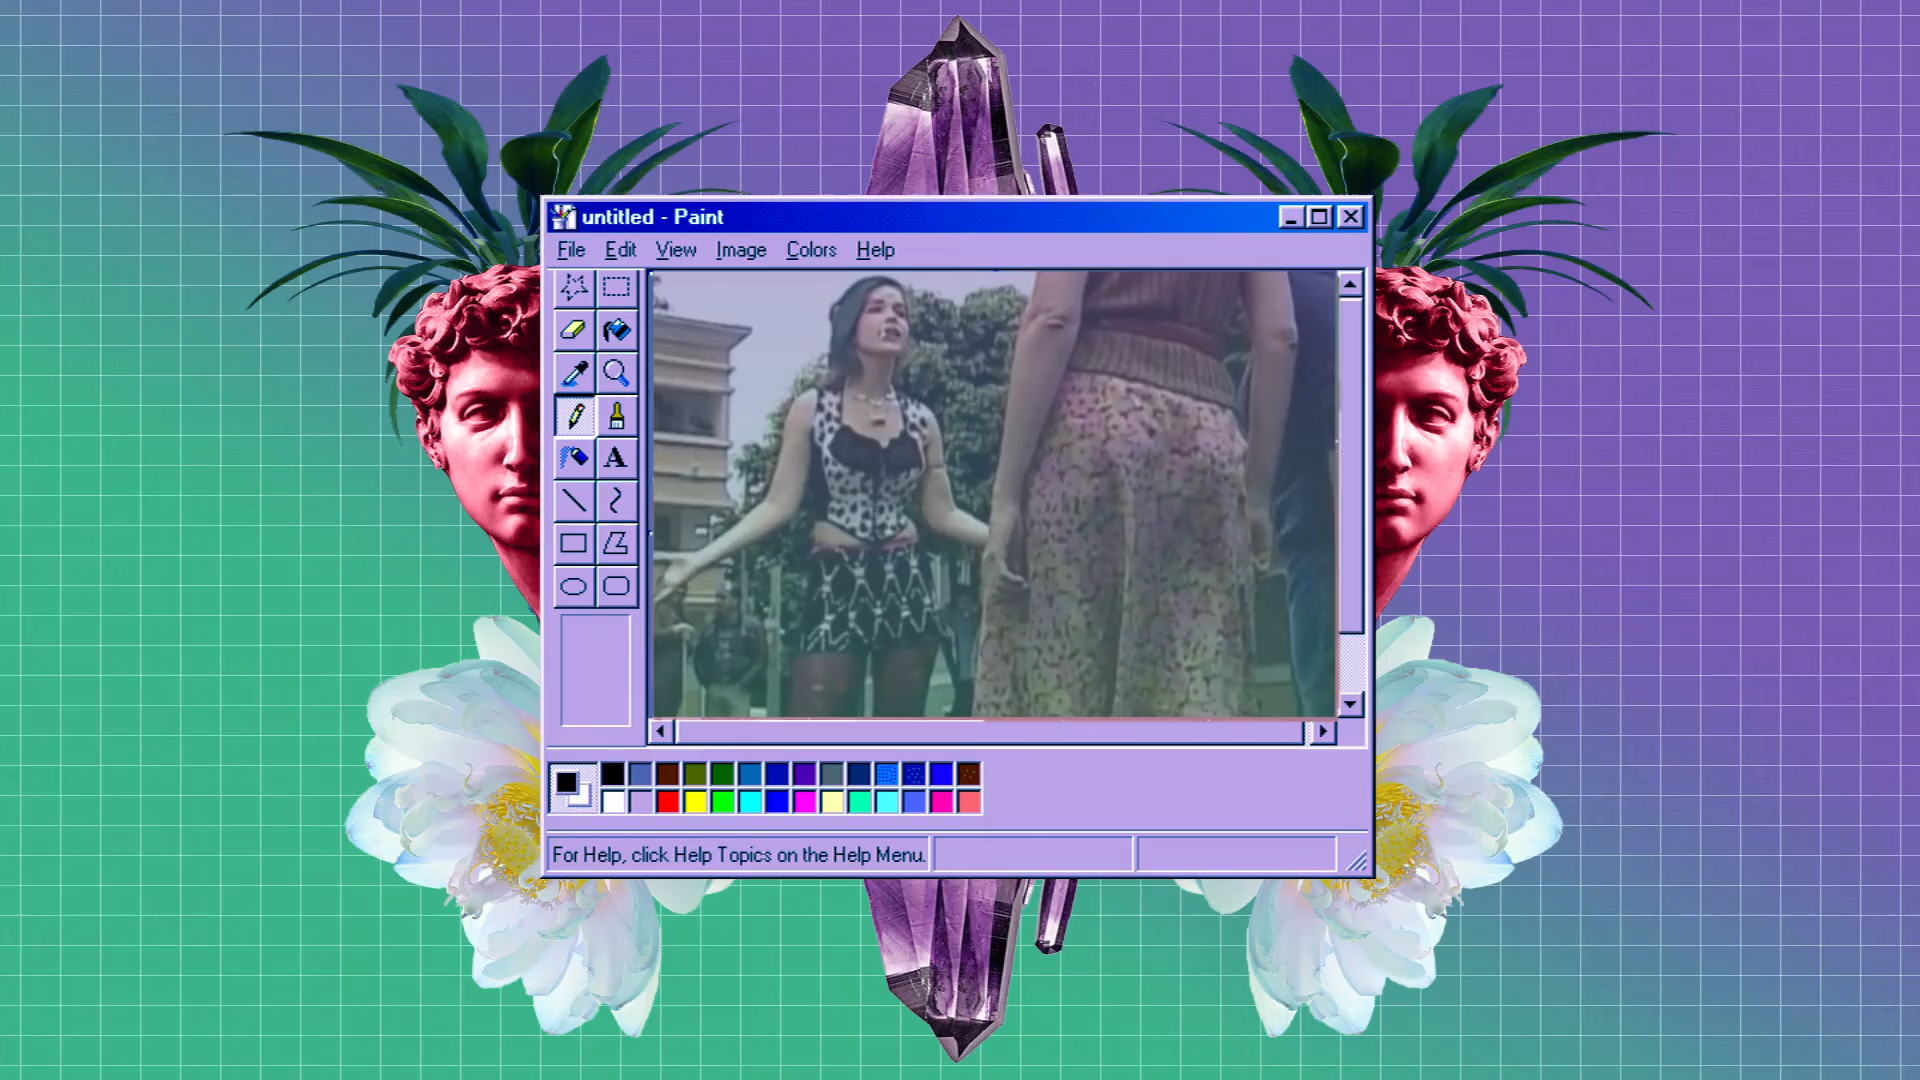 untitled - Paint
File Edit View Image Colors Help
A
For Help, click Help Topics on the Help Menu.